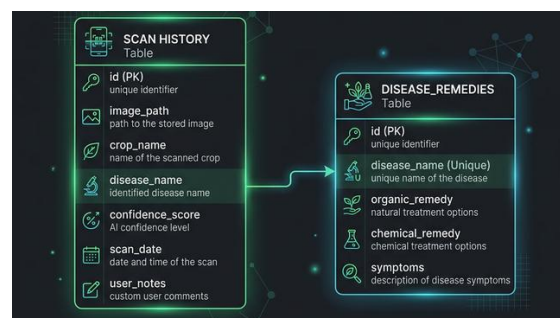 SCAN HISTORY
Table
id (PK)
unique identifier
image_path
path to the stored image
crop_name
name of the scanned crop
disease_name
identified disease name
confidence_score
AI confidence level
scan_date
date and time of the scan
user_notes
custom user comments
DISEASE_REMEDIES
Table
id (PK)
unique identifier
disease_name (Unique)
unique name of the disease
organic_remedy
natural treatment options
chemical_remedy
chemical treatment options
symptoms
description of disease symptoms